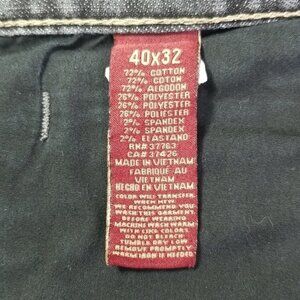 40x32
72% COTTON
72% COTON
72% ALGODON
26% POLYESTER
26% POLYESTER
26% POLIESTER
2% SPANDEX
2% SPANDEX
2% ELASTANO
RN# 37763
CA# 37426
MADE IN VIETNAM
FABRIQUE AU
VIETNAM
HECHO EN VIETNAM
COLOR WILL TRANSFER
WHEN NEW.
WE RECOMMEND YOU
WASH THIS GARMENT
BEFORE WEARING
MACHINE WASH WARM
WITH LIKE COLORS
DO NOT BLEACH
TUMBLE DRY LOW
REMOVE PROMPTLY
WARM IRON IF NEEDED